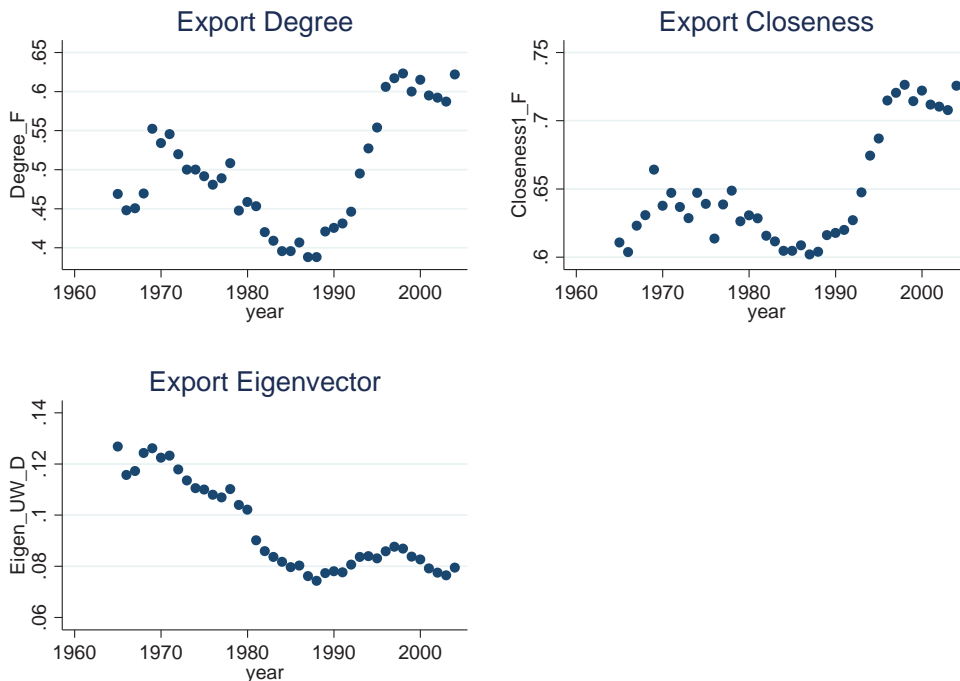 Export Degree
Degree_F
.65
.6
.55
.5
.45
.4
1960 1970 1980 1990 2000
year
Export Closeness
Closeness1_F
.75
.7
.65
.6
1960 1970 1980 1990 2000
year
Export Eigenvector
Eigen_UW_D
.14
.12
.1
.08
.06
1960 1970 1980 1990 2000
year